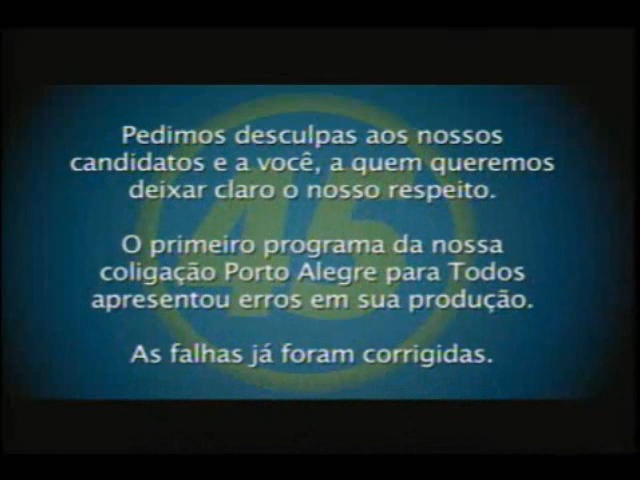 Pedimos desculpas aos nossos
candidatos e a você, a quem queremos
deixar claro o nosso respeito.
O primeiro programa da nossa
coligação Porto Alegre para Todos
apresentou erros em sua produção.
As falhas já foram corrigidas.
45